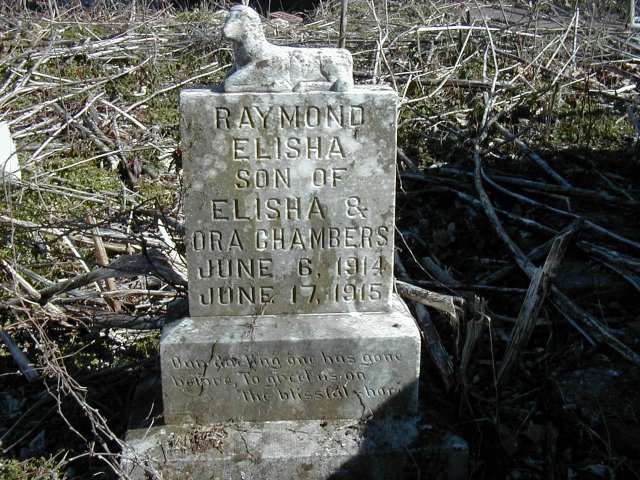 RAYMOND,
ELISHA
SON OF
ELISHA &
ORA CHAMBERS
JUNE 6, 1914
JUNE 17, 1915
Our darling one has gone
before, To greet us on
The blissful shore